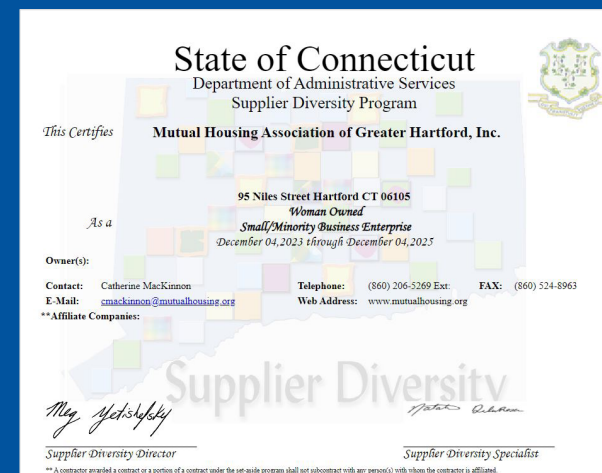 State of Connecticut
Department of Administrative Services
Supplier Diversity Program
This Certifies Mutual Housing Association of Greater Hartford, Inc.
95 Niles Street Hartford CT 06105
Woman Owned
As a Small/Minority Business Enterprise
December 04,2023 through December 04,2025
Owner(s):
Contact: Catherine MacKinnon Telephone: (860) 206-5269 Ext: FAX: (860) 524-8963
E-Mail: cmackinnon@mutualhousing.org Web Address: www.mutualhousing.org
**Affiliate Companies:
Supplier Diversity
Meg Yetishefsky
Supplier Diversity Director Supplier Diversity Specialist
** A contractor awarded a contract or a portion of a contract under the set-aside program shall not subcontract with any person(s) with whom the contractor is affiliated.